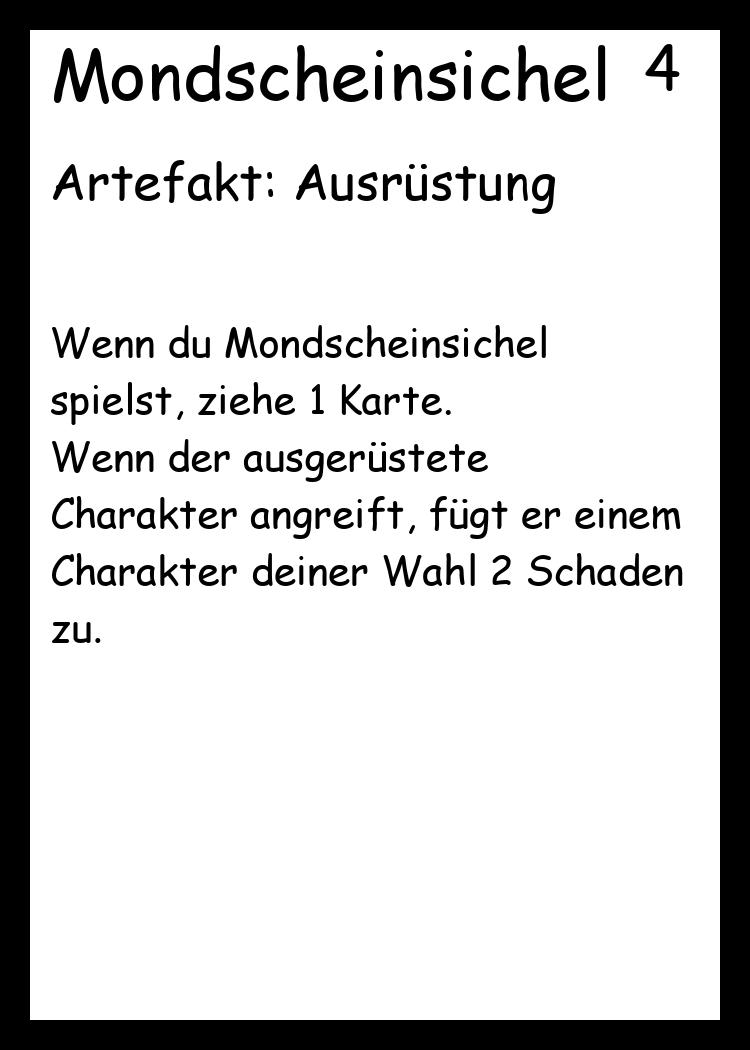 Mondscheinsichel 4
Artefakt: Ausrüstung
Wenn du Mondscheinsichel
spielst, ziehe 1 Karte.
Wenn der ausgerüstete
Charakter angreift, fügt er einem
Charakter deiner Wahl 2 Schaden
zu.